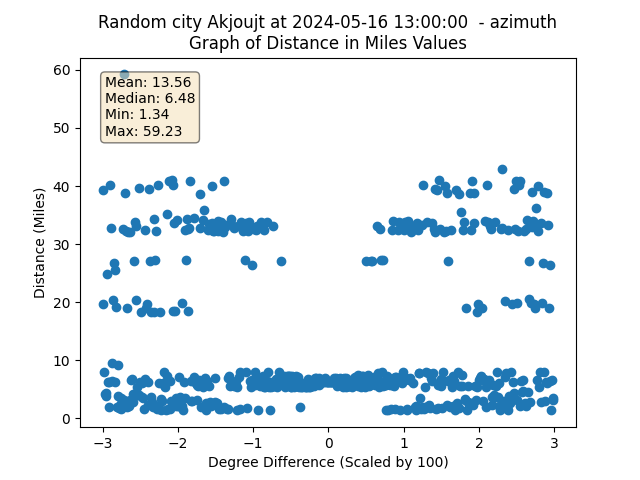 Random city Akjoujt at 2024-05-16 13:00:00 - azimuth
Graph of Distance in Miles Values
60
Mean: 13.56
Median: 6.48
Min: 1.34
Max: 59.23
50
40
30
20
10
0
Distance (Miles)
−3
−2
−1
0
1
2
3
Degree Difference (Scaled by 100)